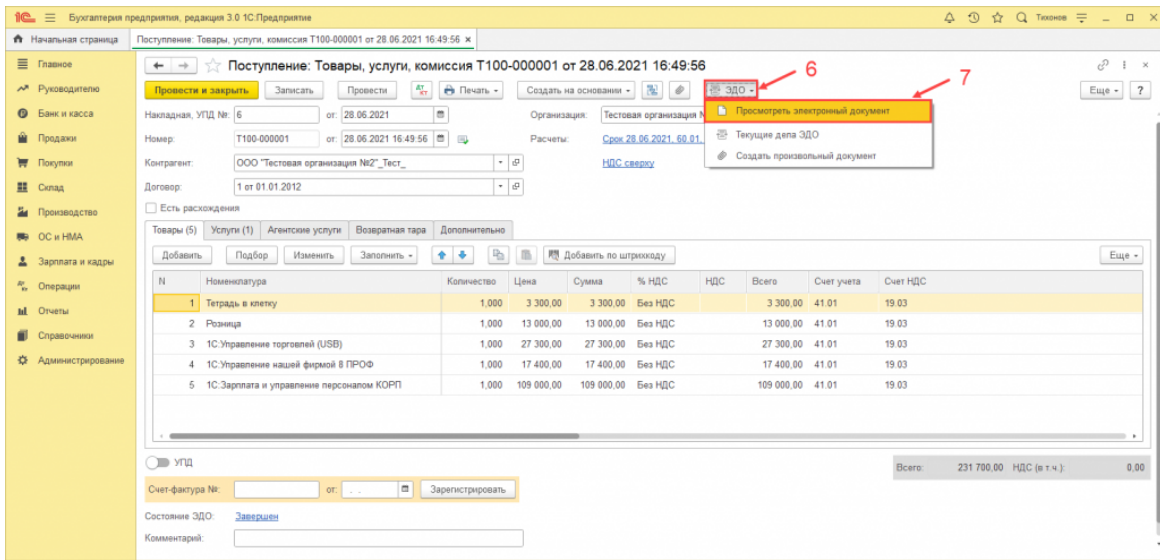 1С Бухгалтерия предприятия, редакция 3.0 1С:Предприятие Тихонов
Начальная страница Поступление: Товары, услуги, комиссия Т100-000001 от 28.06.2021 16:49:56 ×
Главное
Руководителю
Банк и касса
Продажи
Покупки
Склад
Производство
ОС и НМА
Зарплата и кадры
Операции
Отчеты
Справочники
Администрирование
Поступление: Товары, услуги, комиссия Т100-000001 от 28.06.2021 16:49:56
6
7
Провести и закрыть Записать Провести Печать Создать на основании ЭДО Еще ?
Просмотреть электронный документ
Текущие дела ЭДО
Создать произвольный документ
Накладная, УПД №: 6 от: 28.06.2021 Организация: Тестовая организация
Номер: Т100-000001 от: 28.06.2021 16:49:56 Расчеты: Срок 28.06.2021, 60.01,
Контрагент: ООО "Тестовая организация №2"_Тест_ НДС сверху
Договор: 1 от 01.01.2012
Есть расхождения
Товары (5) Услуги (1) Агентские услуги Возвратная тара Дополнительно
Добавить Подбор Изменить Заполнить Добавить по штрихкоду Еще
N Номенклатура Количество Цена Сумма % НДС НДС Всего Счет учета Счет НДС
1 Тетрадь в клетку 1,000 3 300,00 3 300,00 Без НДС 3 300,00 41.01 19.03
2 Розница 1,000 13 000,00 13 000,00 Без НДС 13 000,00 41.01 19.03
3 1С:Управление торговлей (USB) 1,000 27 300,00 27 300,00 Без НДС 27 300,00 41.01 19.03
4 1С:Управление нашей фирмой 8 ПРОФ 1,000 17 400,00 17 400,00 Без НДС 17 400,00 41.01 19.03
5 1С:Зарплата и управление персоналом КОРП 1,000 109 000,00 109 000,00 Без НДС 109 000,00 41.01 19.03
УПД
Всего: 231 700,00 НДС (в т.ч.): 0,00
Счет-фактура №: от: . . Зарегистрировать
Состояние ЭДО: Завершен
Комментарий: